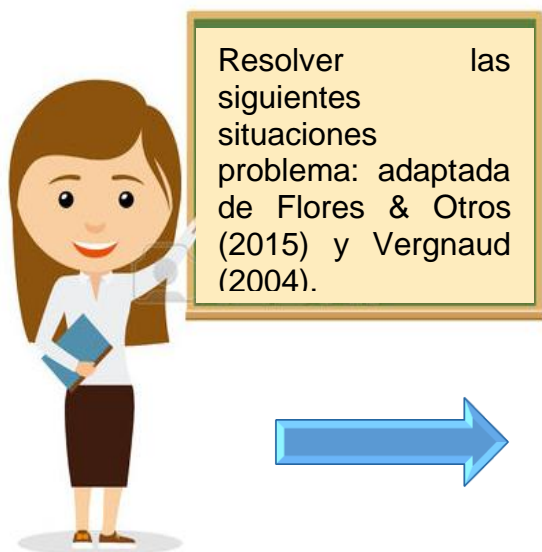 Resolver las
siguientes
situaciones
problema: adaptada
de Flores & Otros
(2015) y Vergnaud
(2004).